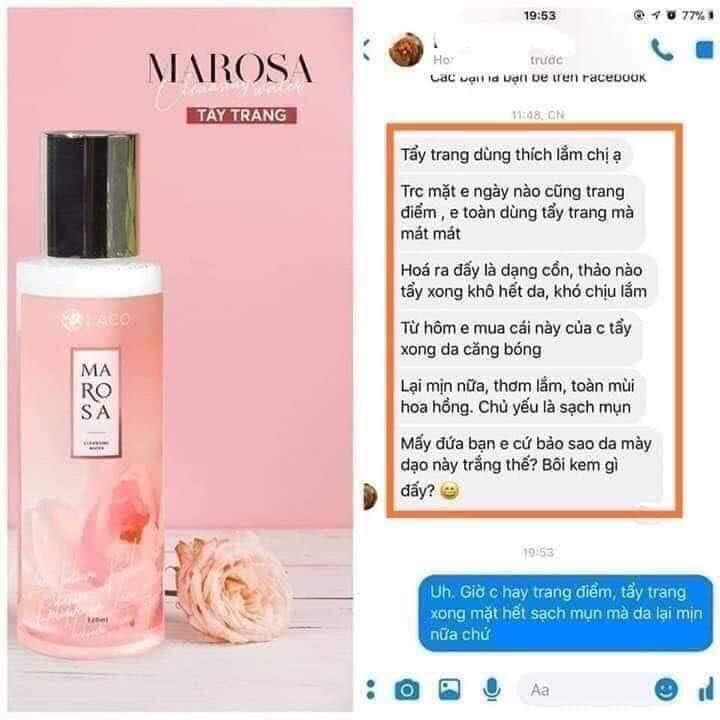 MAROSA
Cleansing water
TẨY TRANG
LACO
MA
RO
SA
CLEANSING
WATER
120ml
19:53
77%
trước
Các bạn là bạn bè trên Facebook
11:48, CN
Tẩy trang dùng thích lắm chị ạ
Trc mặt e ngày nào cũng trang
điểm , e toàn dùng tẩy trang mà
mát mát
Hoá ra đấy là dạng cồn, thảo nào
tẩy xong khô hết da, khó chịu lắm
Từ hôm e mua cái này của c tẩy
xong da căng bóng
Lại mịn nữa, thơm lắm, toàn mùi
hoa hồng. Chủ yếu là sạch mụn
Mấy đứa bạn e cứ bảo sao da mày
dạo này trắng thế? Bôi kem gì
đấy? 😄
19:53
Uh. Giờ c hay trang điểm, tẩy trang
xong mặt hết sạch mụn mà da lại mịn
nữa chứ
Aa